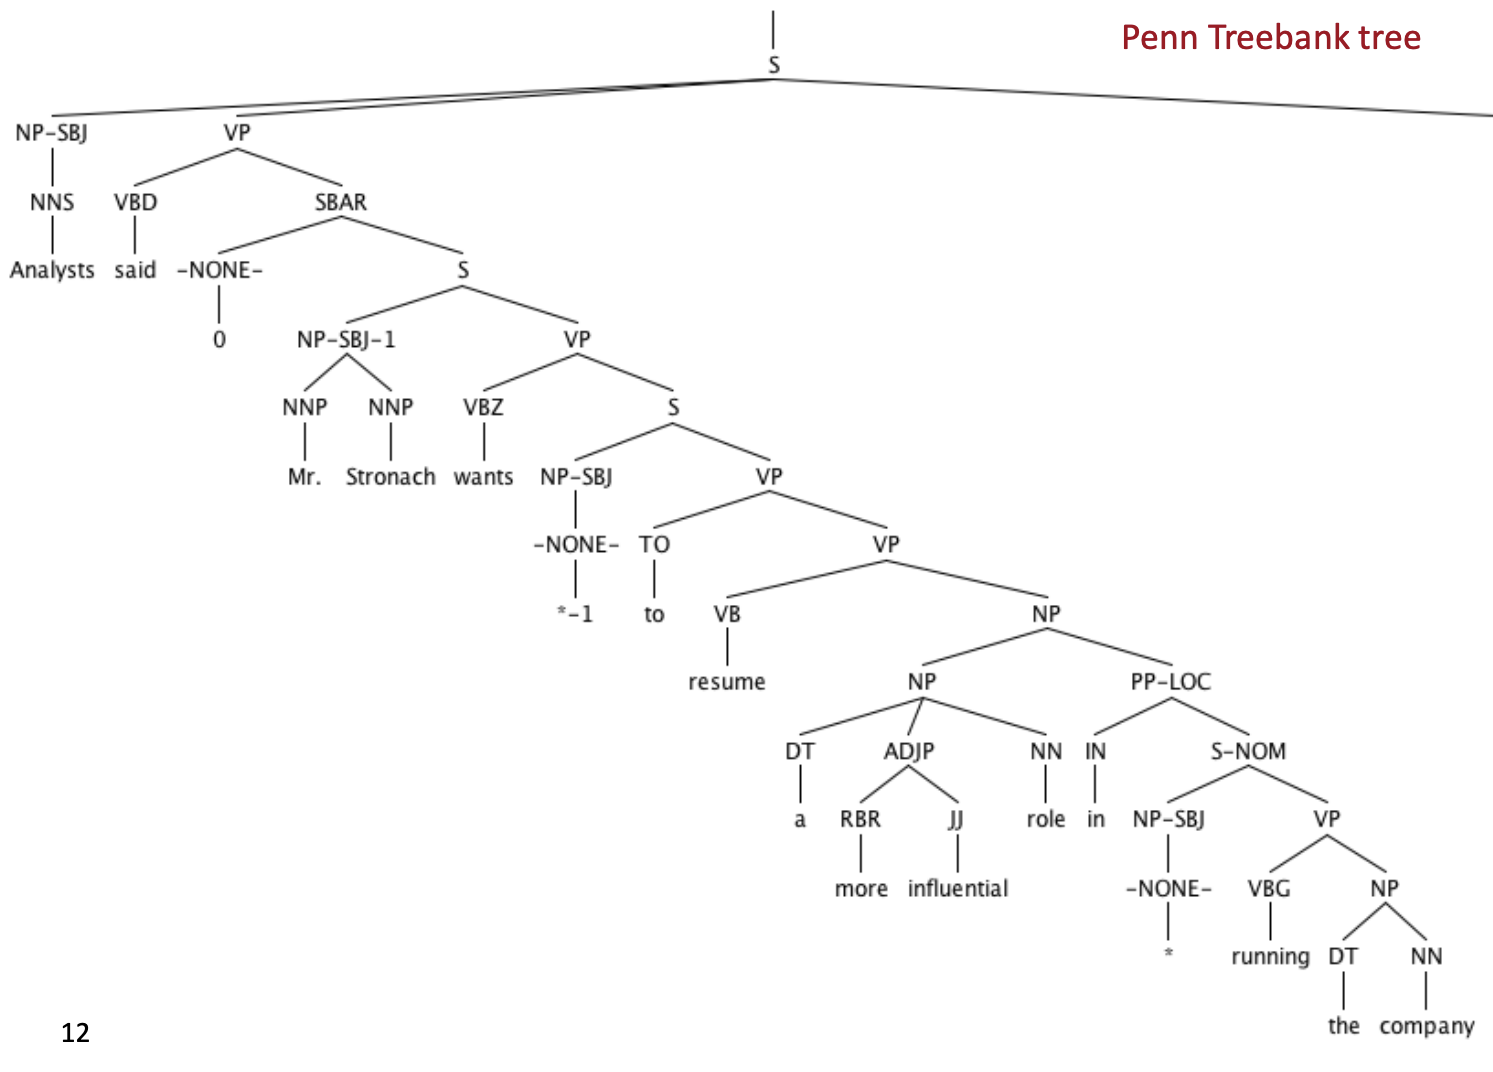 Penn Treebank tree
S
NP-SBJ VP
NNS VBD SBAR
Analysts said -NONE- S
0 NP-SBJ-1 VP
NNP NNP VBZ S
Mr. Stronach wants NP-SBJ VP
-NONE- TO VP
*-1 to VB NP
resume NP PP-LOC
DT ADJP NN IN S-NOM
a RBR JJ role in NP-SBJ VP
more influential -NONE- VBG NP
* running DT NN
the company
12